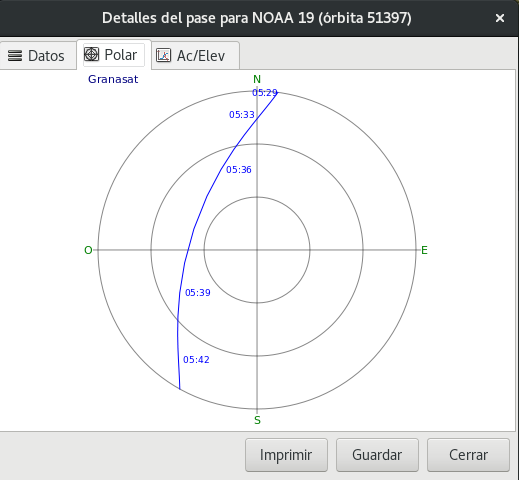 Detalles del pase para NOAA 19 (órbita 51397)
Datos
Polar
Ac/Elev
Granasat
N
05:29
05:33
05:36
O
E
05:39
05:42
S
Imprimir
Guardar
Cerrar